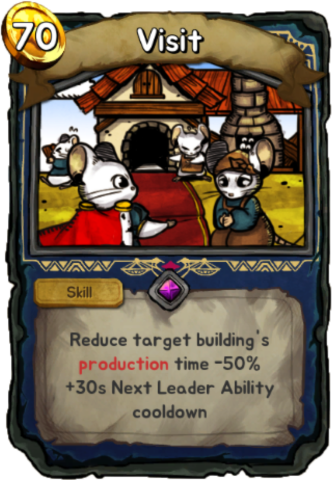 70
Visit
Skill
Reduce target building's
production time -50%
+30s Next Leader Ability
cooldown